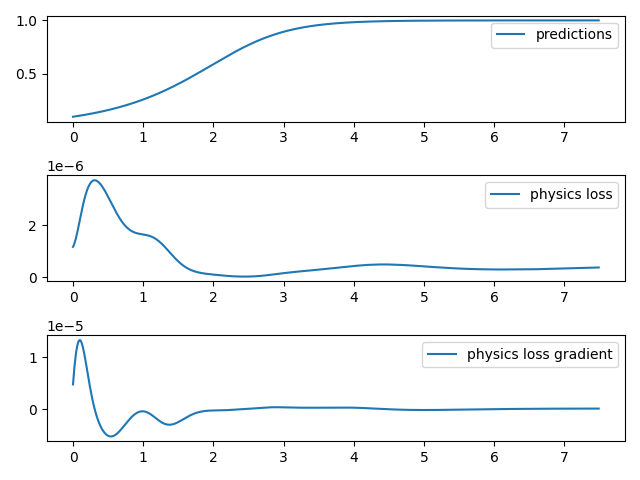 1.0
0.5
predictions
0 1 2 3 4 5 6 7
1e−6
2
0
physics loss
0 1 2 3 4 5 6 7
1e−5
1
0
physics loss gradient
0 1 2 3 4 5 6 7